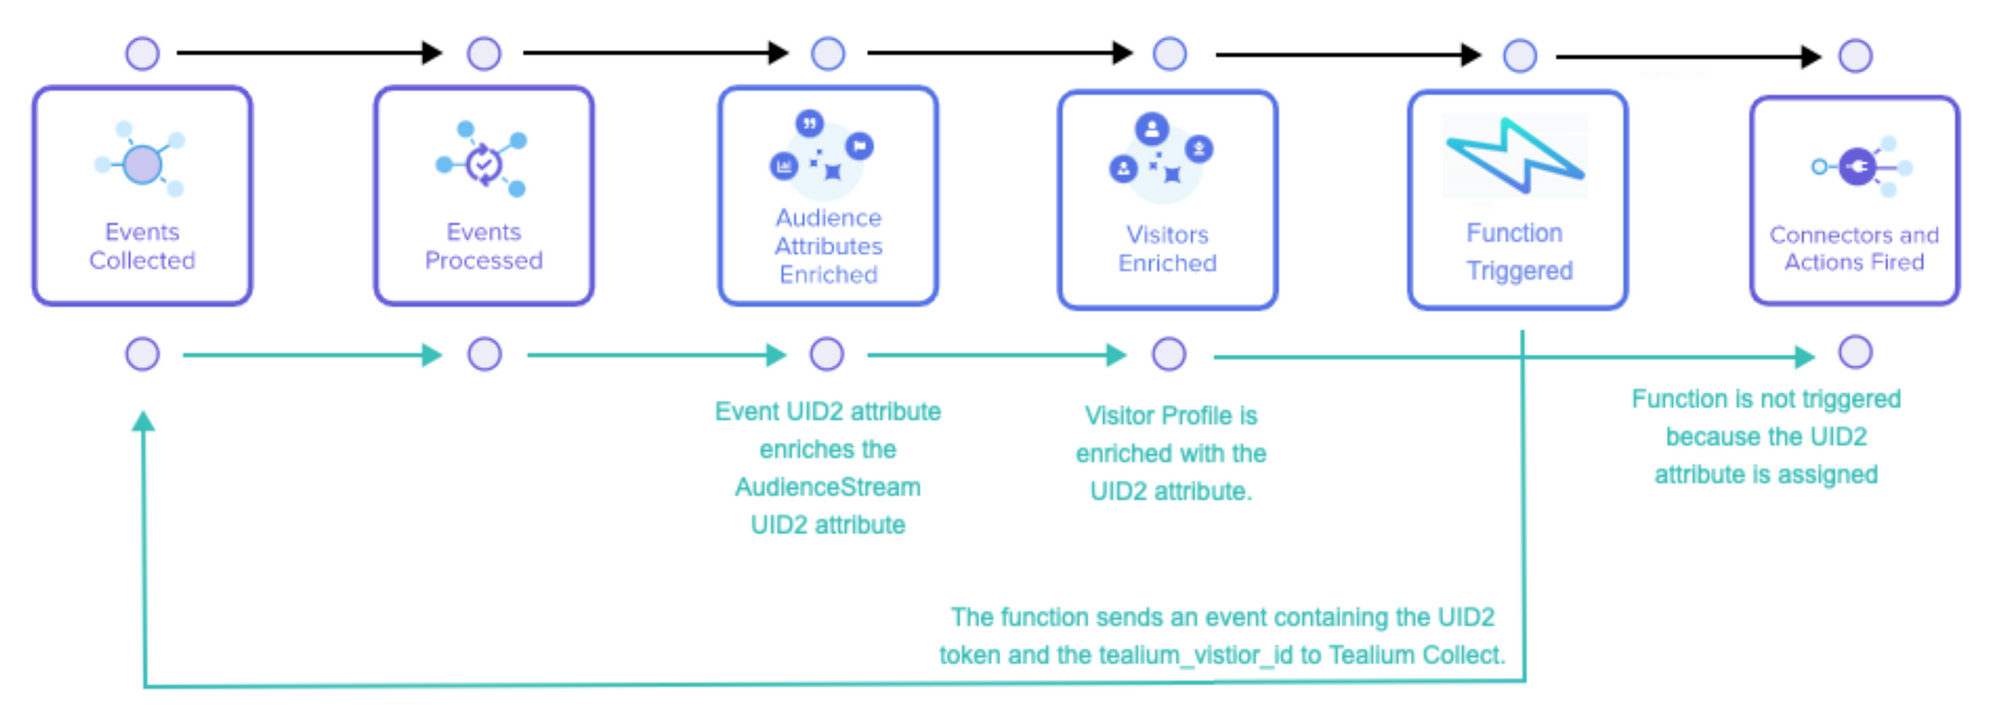 Events
Collected
Events
Processed
Audience
Attributes
Enriched
Visitors
Enriched
Function
Triggered
Connectors and
Actions Fired
Event UID2 attribute
enriches the
AudienceStream
UID2 attribute
Visitor Profile is
enriched with the
UID2 attribute.
Function is not triggered
because the UID2
attribute is assigned
The function sends an event containing the UID2
token and the tealium_vistior_id to Tealium Collect.